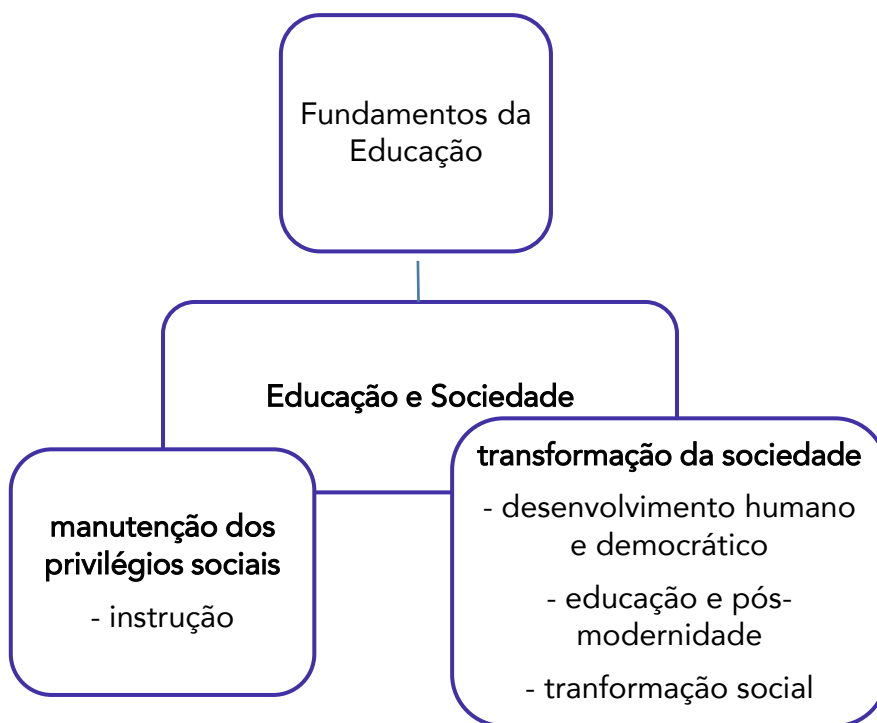 Fundamentos da
Educação
Educação e Sociedade
manutenção dos
privilégios sociais
- instrução
transformação da sociedade
- desenvolvimento humano
e democrático
- educação e pós-
modernidade
- tranformação social